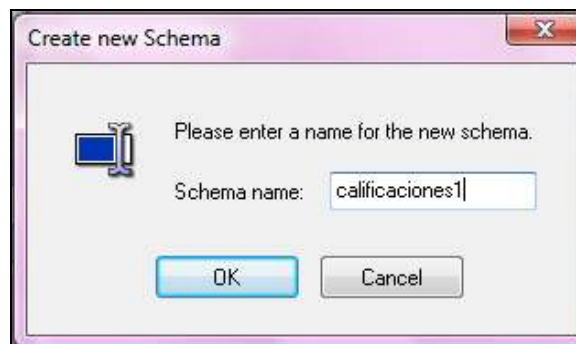 Create new Schema
Please enter a name for the new schema.
Schema name: calificaciones1
OK Cancel